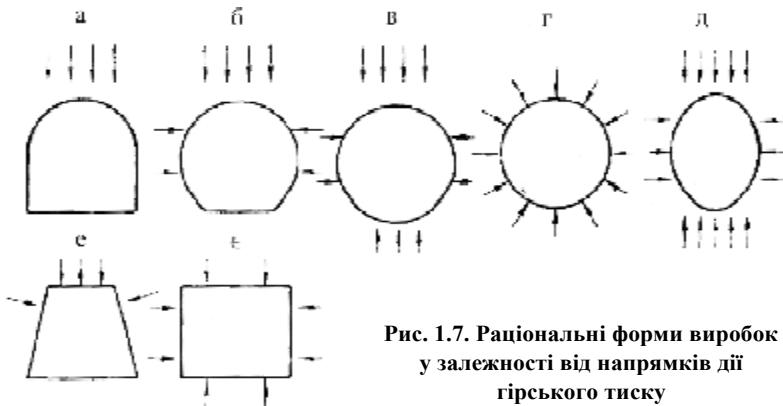 а б в г д
е є
Рис. 1.7. Раціональні форми виробок
у залежності від напрямків дії
гірського тиску